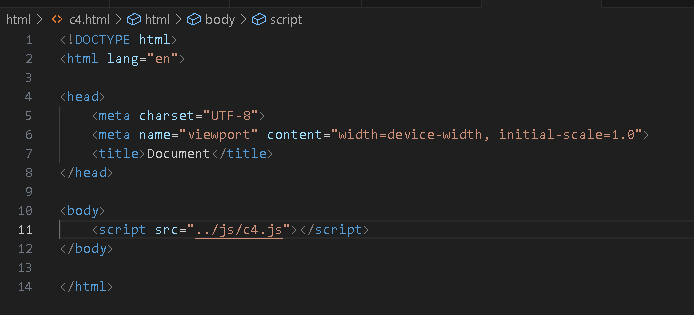 html > c4.html > html > body > script
1 <!DOCTYPE html>
2 <html lang="en">
3
4 <head>
5     <meta charset="UTF-8">
6     <meta name="viewport" content="width=device-width, initial-scale=1.0">
7     <title>Document</title>
8 </head>
9
10 <body>
11     <script src="../js/c4.js"></script>
12 </body>
13
14 </html>